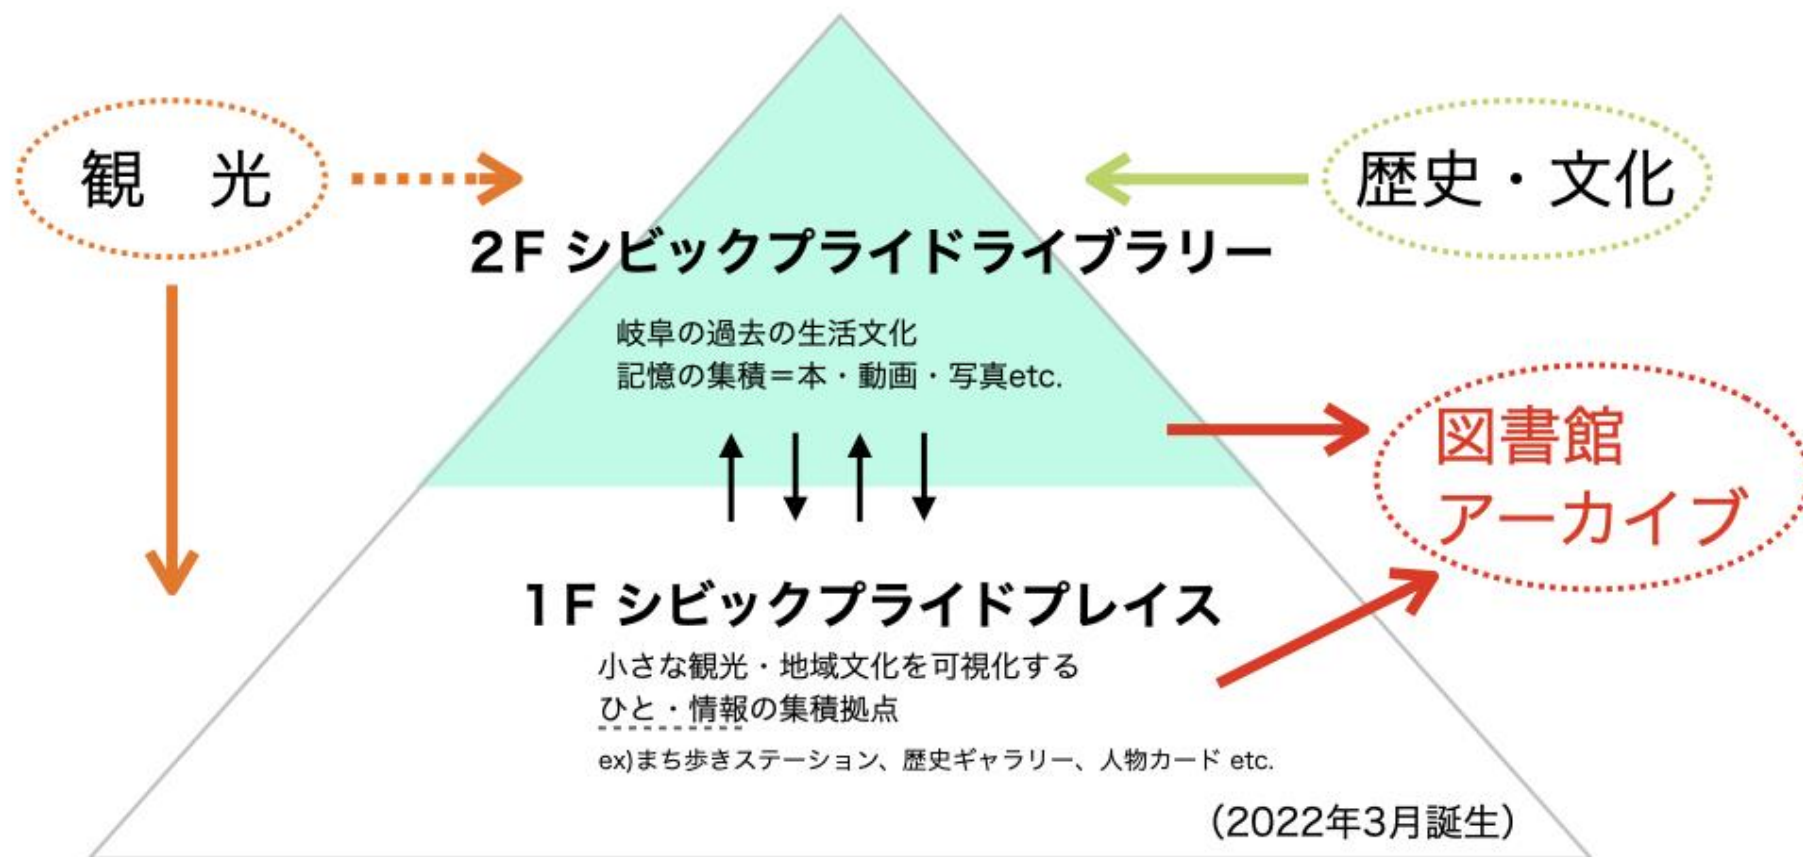 観　光
歴史・文化
2F シビックプライドライブラリー
岐阜の過去の生活文化
記憶の集積＝本・動画・写真etc.
図書館
アーカイブ
1F シビックプライドプレイス
小さな観光・地域文化を可視化する
ひと・情報の集積拠点
ex)まち歩きステーション、歴史ギャラリー、人物カード etc.
（2022年3月誕生）